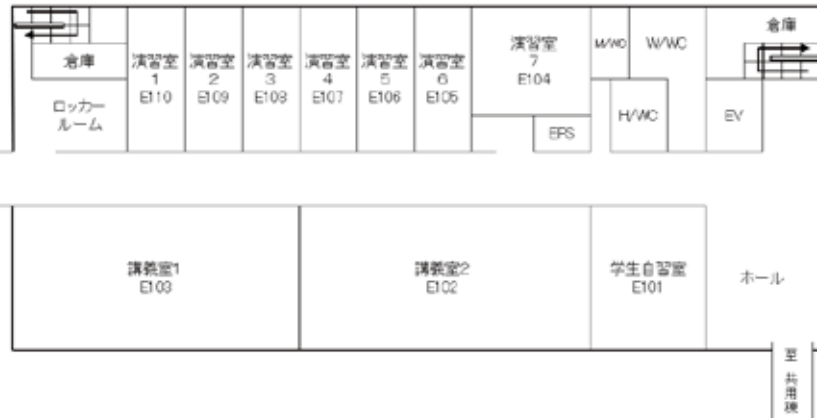 倉庫
ロッカー
ルーム
演習室
1
E110
演習室
2
E109
演習室
3
E108
演習室
4
E107
演習室
5
E106
演習室
6
E105
演習室
7
E104
EPS
M/WC
W/WC
H/WC
倉庫
EV
講義室1
E103
講義室2
E102
学生自習室
E101
ホール
至
共
用
棟